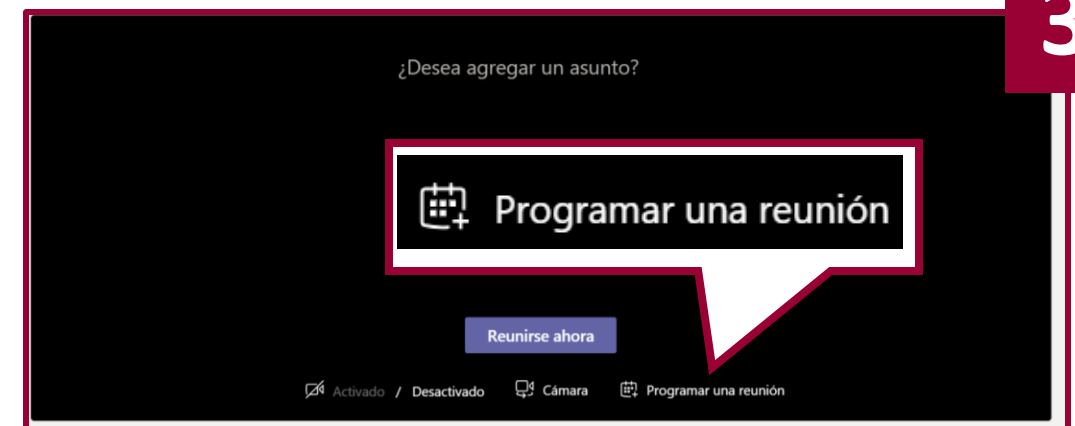 3
¿Desea agregar un asunto?
Programar una reunión
Reunirse ahora
Activado / Desactivado Cámara Programar una reunión